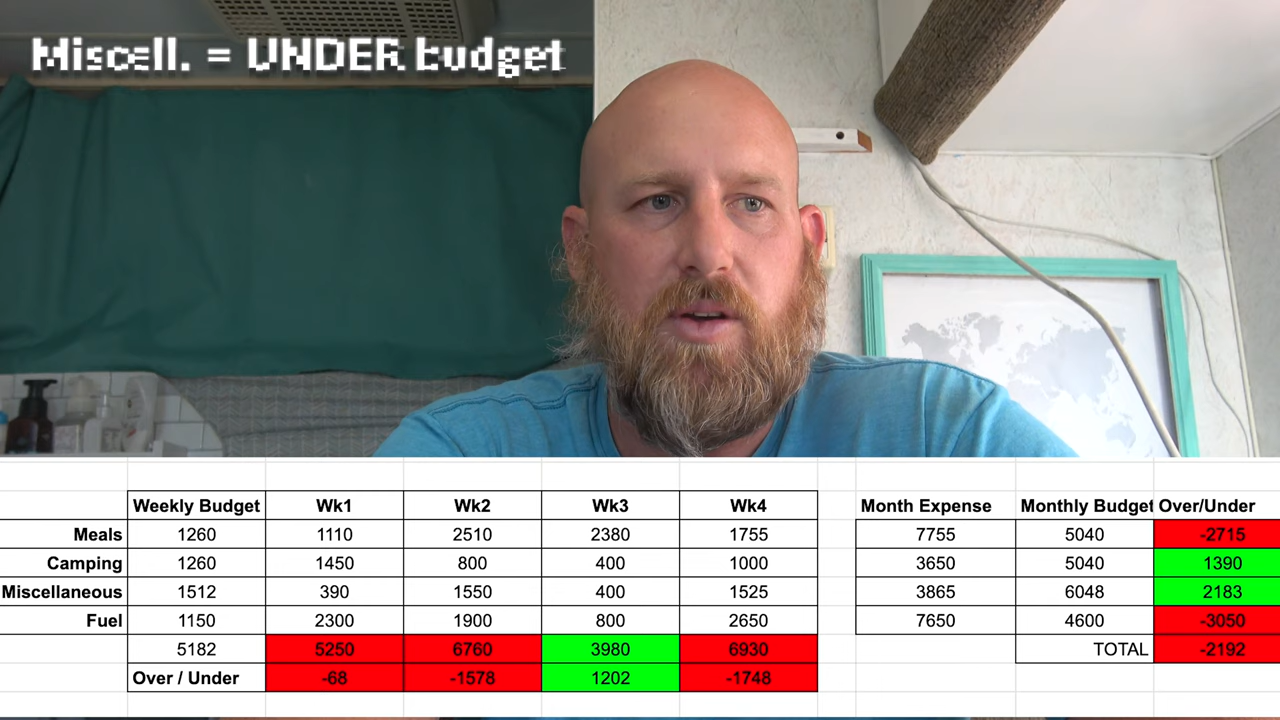 Miscell. = UNDER budget
Weekly Budget Wk1 Wk2 Wk3 Wk4 Month Expense Monthly Budget Over/Under
Meals 1260 1110 2510 2380 1755 7755 5040 -2715
Camping 1260 1450 800 400 1000 3650 5040 1390
Miscellaneous 1512 390 1550 400 1525 3865 6048 2183
Fuel 1150 2300 1900 800 2650 7650 4600 -3050
5182 5250 6760 3980 6930 TOTAL -2192
Over / Under -68 -1578 1202 -1748